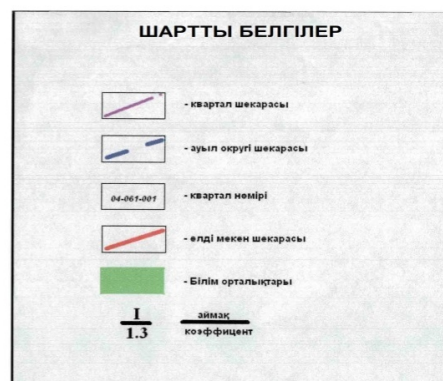 ШАРТТЫ БЕЛГІЛЕР
- квартал шекарасы
- ауыл округі шекарасы
04-061-001 - квартал нөмірі
- елді мекен шекарасы
- Білім орталықтары
I аймақ
1.3 коэффицент